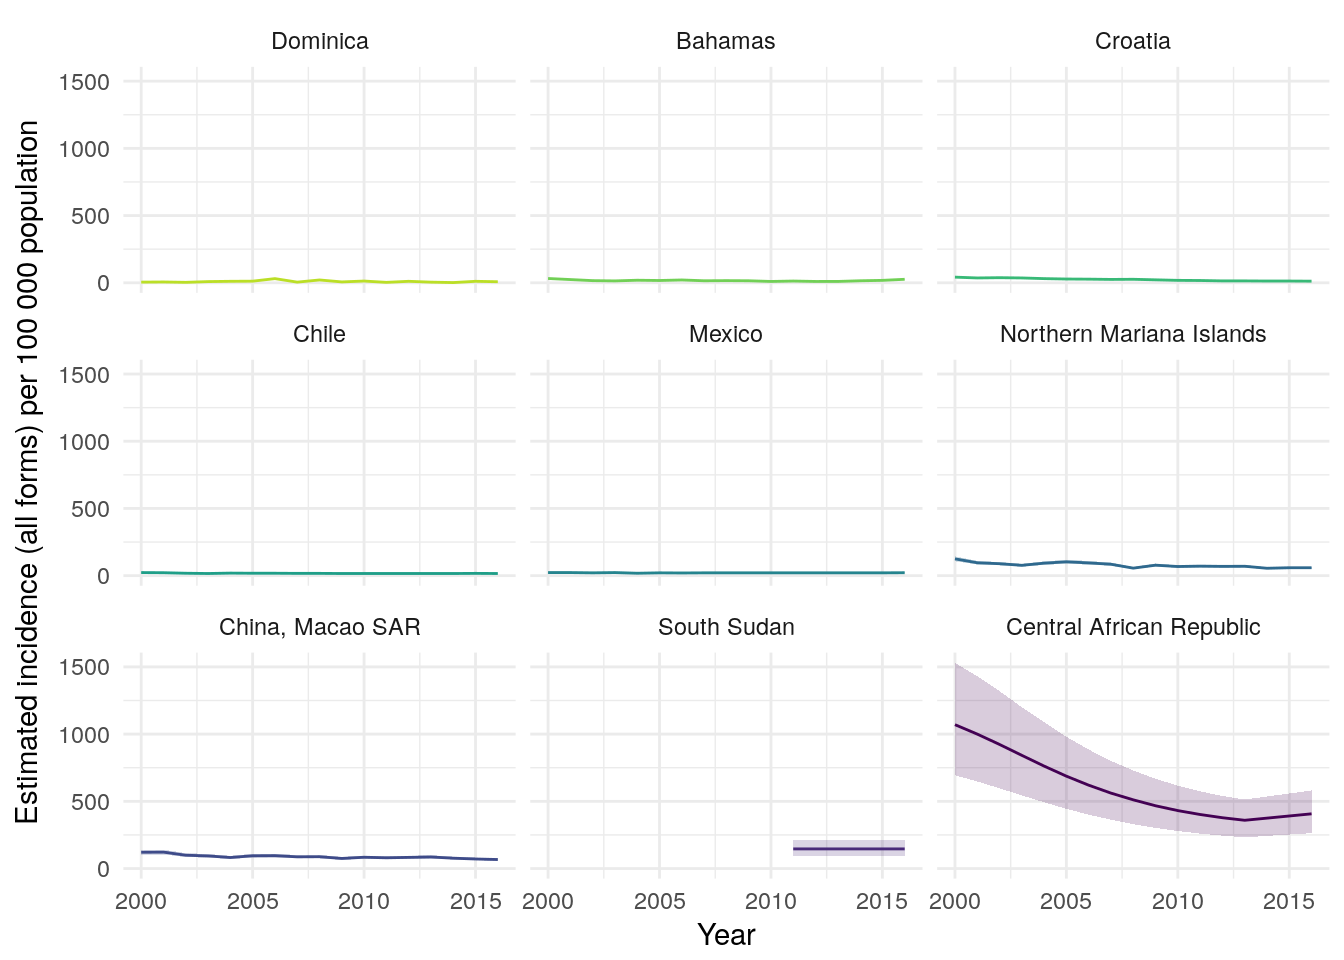 Dominica
Bahamas
Croatia
1500
1000
500
0
Chile
Mexico
Northern Mariana Islands
1500
1000
500
0
China, Macao SAR
South Sudan
Central African Republic
1500
1000
500
0
2000 2005 2010 2015
2000 2005 2010 2015
2000 2005 2010 2015
Year
Estimated incidence (all forms) per 100 000 population